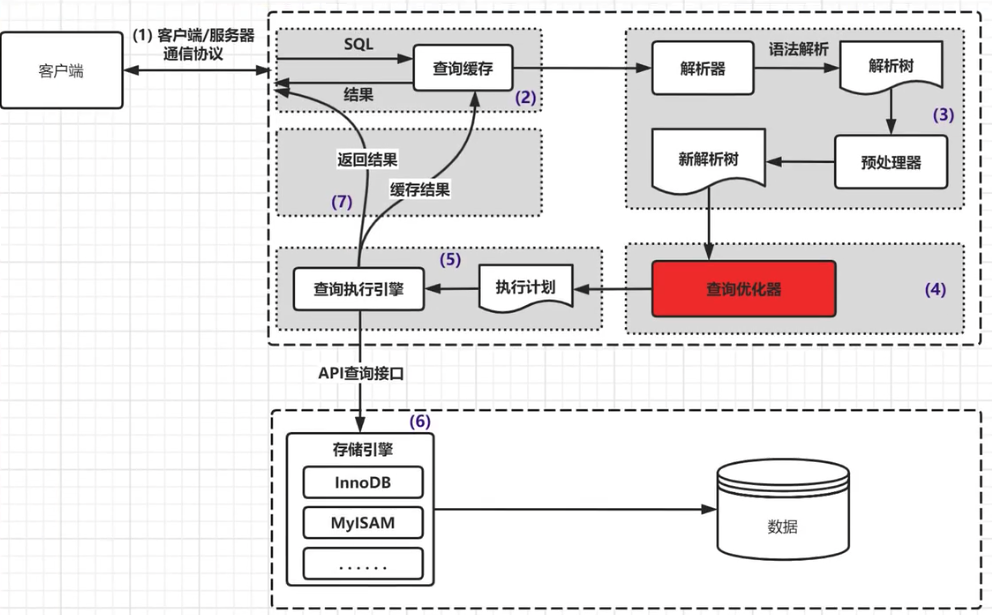 (1) 客户端/服务器
通信协议
客户端
SQL
查询缓存
结果
(2)
解析器
语法解析
解析树
(3)
新解析树
预处理器
返回结果
缓存结果
(7)
(5)
查询执行引擎
执行计划
查询优化器
(4)
API查询接口
(6)
存储引擎
InnoDB
MyISAM
......
数据